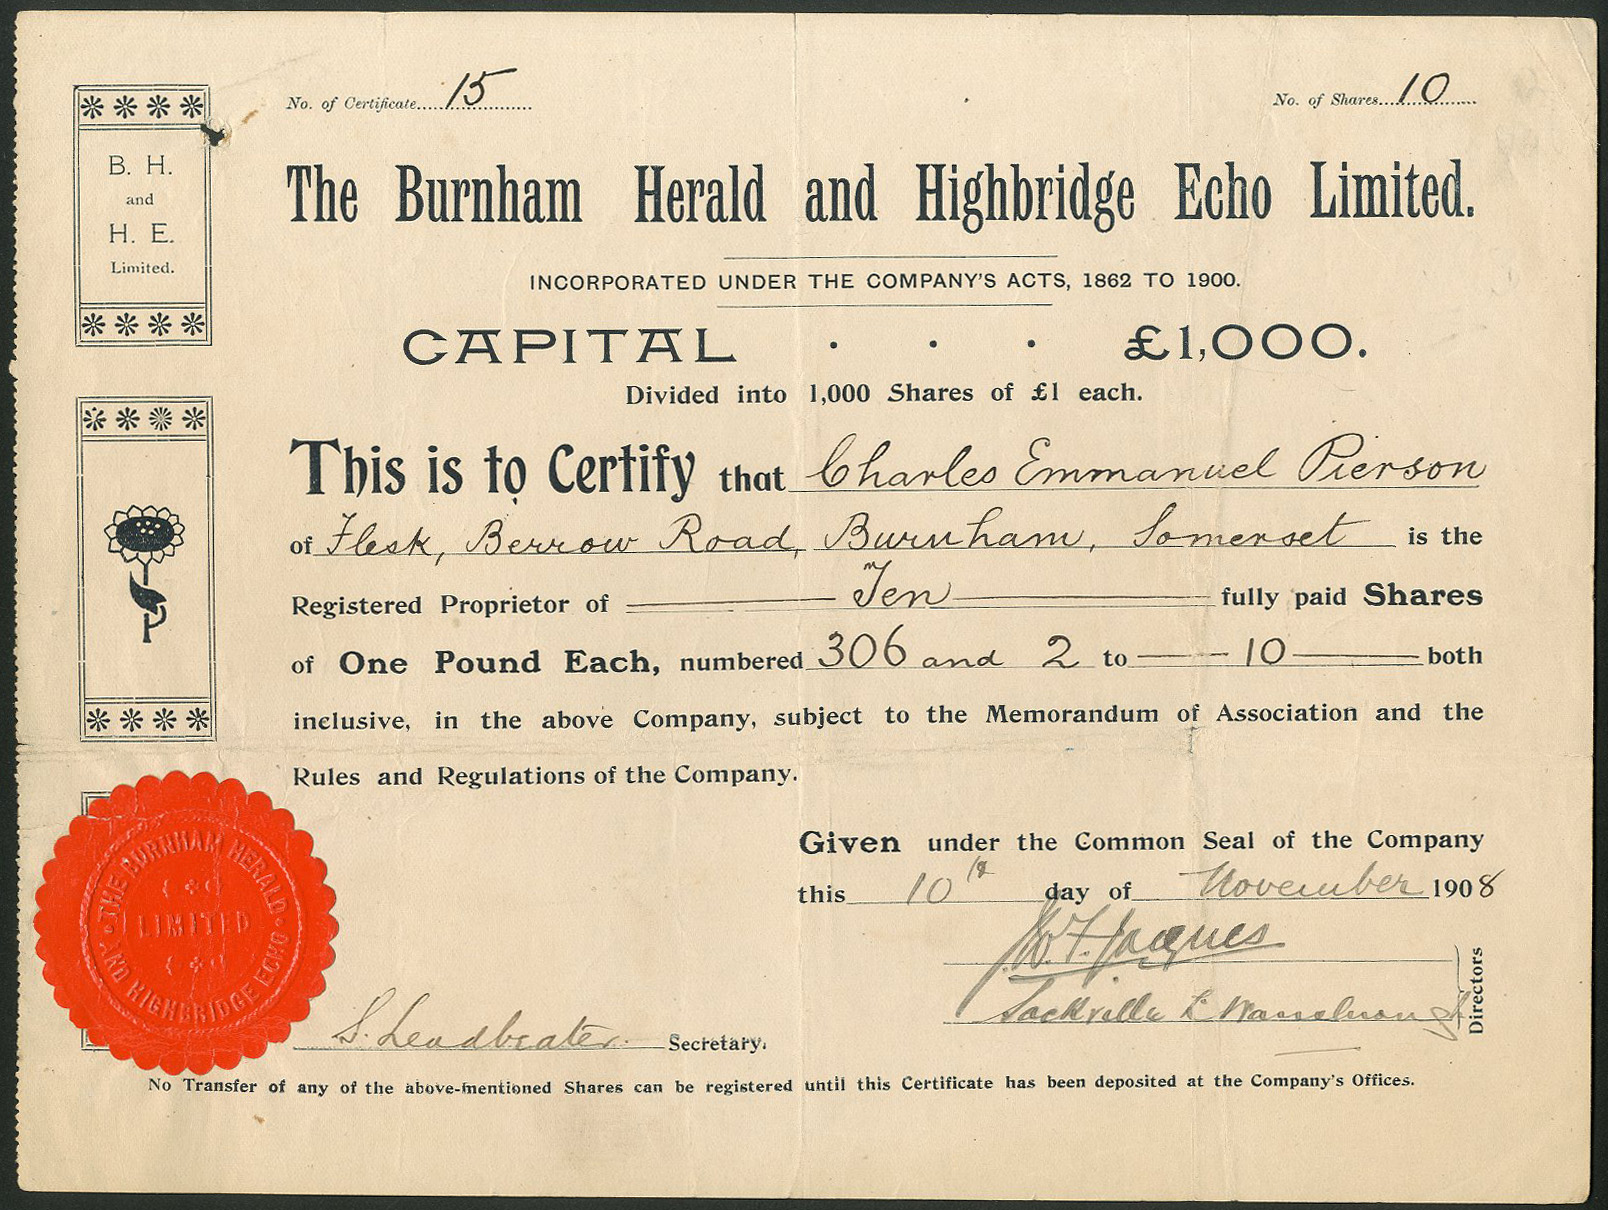 No. of Certificate 15
No. of Shares 10
B. H.
and
H. E.
Limited.
The Burnham Herald and Highbridge Echo Limited.
INCORPORATED UNDER THE COMPANY'S ACTS, 1862 TO 1900.
CAPITAL . . . £1,000.
Divided into 1,000 Shares of £1 each.
This is to Certify that Charles Emmanuel Pierson
of Flesk, Berrow Road, Burnham, Somerset is the
Registered Proprietor of Ten fully paid Shares
of One Pound Each, numbered 306 and 2 to 10 both
inclusive, in the above Company, subject to the Memorandum of Association and the
Rules and Regulations of the Company.
Given under the Common Seal of the Company
this 10th day of November 1908
W. F. Jacques
Sackville L.
Directors
THE BURNHAM HERALD
LIMITED
AND HIGHBRIDGE ECHO
S. Leadbeater. Secretary.
No Transfer of any of the above-mentioned Shares can be registered until this Certificate has been deposited at the Company's Offices.